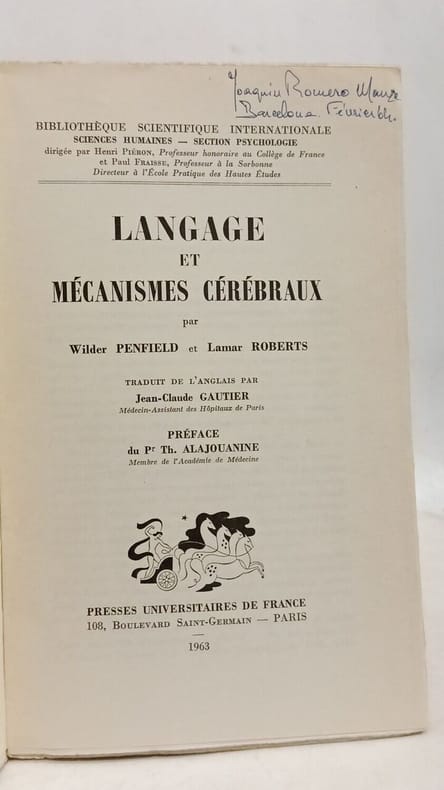 Joaquín Romero
Barcelona. Février 64.
BIBLIOTHÈQUE SCIENTIFIQUE INTERNATIONALE
SCIENCES HUMAINES — SECTION PSYCHOLOGIE
dirigée par Henri PIÉRON, Professeur honoraire au Collège de France
et Paul FRAISSE, Professeur à la Sorbonne
Directeur à l'École Pratique des Hautes Études
LANGAGE
ET
MÉCANISMES CÉRÉBRAUX
par
Wilder PENFIELD et Lamar ROBERTS
TRADUIT DE L'ANGLAIS PAR
Jean-Claude GAUTIER
Médecin-Assistant des Hôpitaux de Paris
PRÉFACE
du Pr Th. ALAJOUANINE
Membre de l'Académie de Médecine
PRESSES UNIVERSITAIRES DE FRANCE
108, BOULEVARD SAINT-GERMAIN — PARIS
1963